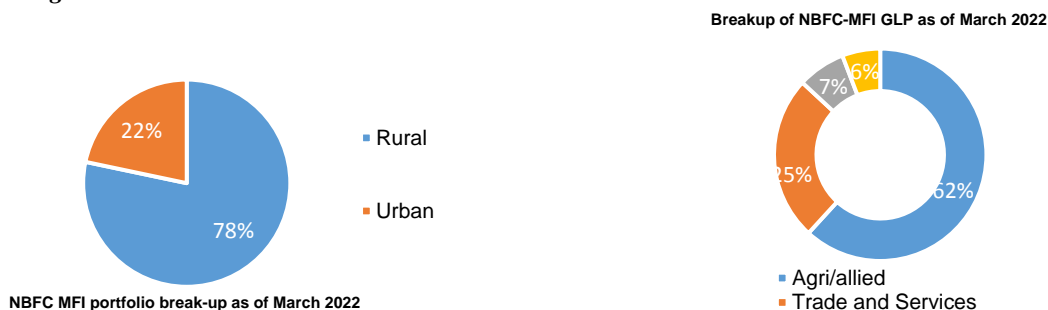 Breakup of NBFC-MFI GLP as of March 2022
22%
78%
Rural
Urban
NBFC MFI portfolio break-up as of March 2022
6%
7%
25%
62%
Agri/allied
Trade and Services